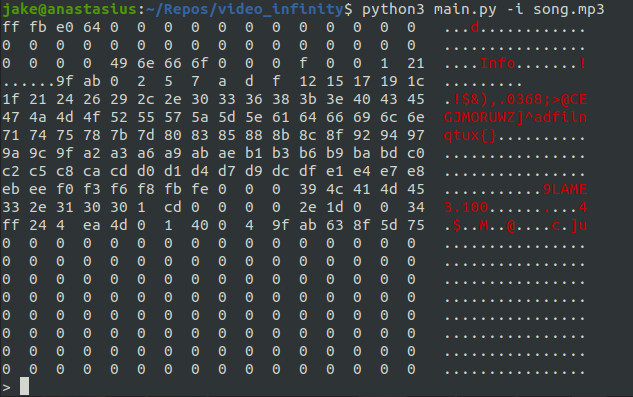 jake@anastasius:~/Repos/video_infinity$ python3 main.py -i song.mp3
ff fb e0 64 0 0 0 0 0 0 0 0 0 0 0 ...d...........
0 0 0 0 0 0 0 0 0 0 0 0 0 0 0 ................
0 0 0 0 49 6e 66 6f 0 0 0 f 0 0 1 21 ....Info.......!
......9f ab 0 2 5 7 a d f 12 15 17 19 1c .........
1f 21 24 26 29 2c 2e 30 33 36 38 3b 3e 40 43 45 .!$&),.0368;>@CE
47 4a 4d 4f 52 55 57 5a 5d 5e 61 64 66 69 6c 6e GJMORUWZ]^adfiln
71 74 75 78 7b 7d 80 83 85 88 8b 8c 8f 92 94 97 qtux{}..........
9a 9c 9f a2 a3 a6 a9 ab ae b1 b3 b6 b9 ba bd c0 ................
c2 c5 c8 ca cd d0 d1 d4 d7 d9 dc df e1 e4 e7 e8 ................
eb ee f0 f3 f6 f8 fb fe 0 0 0 39 4c 41 4d 45 ...........9LAME
33 2e 31 30 30 1 cd 0 0 0 0 2e 1d 0 0 34 3.100...........4
ff 24 4 ea 4d 0 1 40 0 4 9f ab 63 8f 5d 75 .$..M..@....c.]u
0 0 0 0 0 0 0 0 0 0 0 0 0 0 0 0 ................
0 0 0 0 0 0 0 0 0 0 0 0 0 0 0 0 ................
0 0 0 0 0 0 0 0 0 0 0 0 0 0 0 0 ................
0 0 0 0 0 0 0 0 0 0 0 0 0 0 0 0 ................
0 0 0 0 0 0 0 0 0 0 0 0 0 0 0 0 ................
0 0 0 0 0 0 0 0 0 0 0 0 0 0 0 0 ................
0 0 0 0 0 0 0 0 0 0 0 0 0 0 0 0 ................
0 0 0 0 0 0 0 0 0 0 0 0 0 0 0 0 ................
>